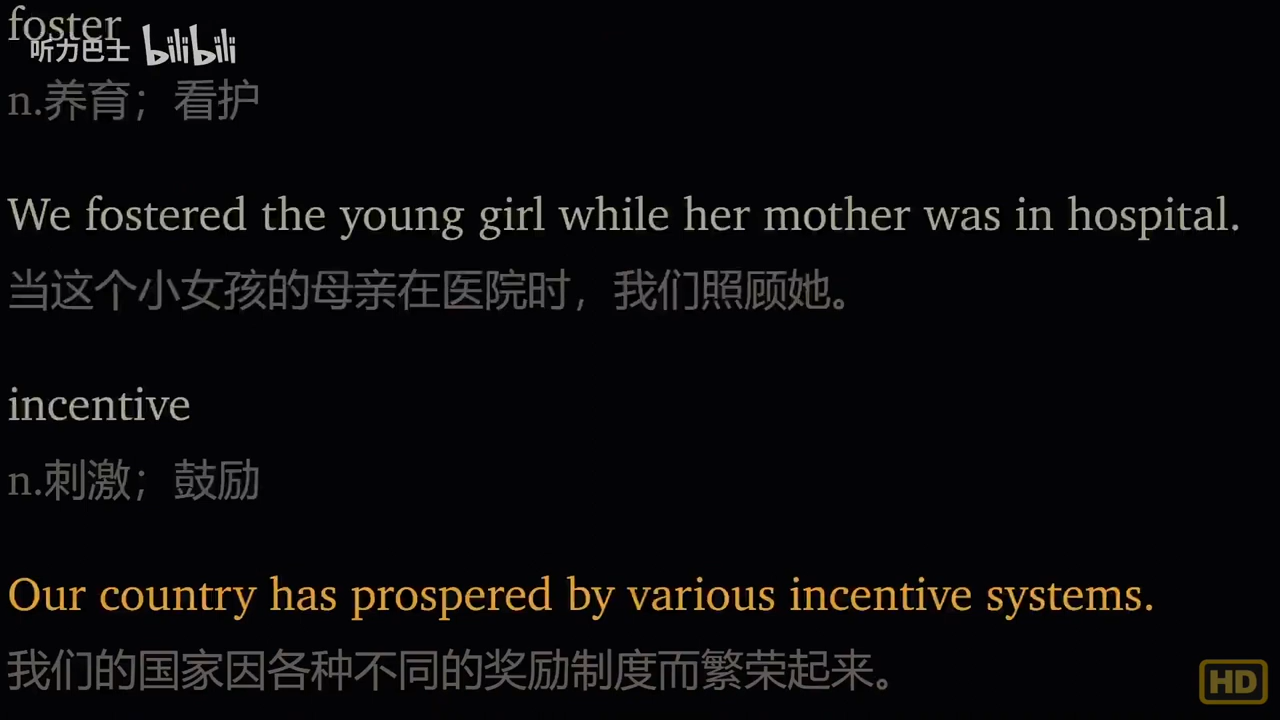 foster
听力巴士 bilibili
n.养育；看护
We fostered the young girl while her mother was in hospital.
当这个小女孩的母亲在医院时，我们照顾她。
incentive
n.刺激；鼓励
Our country has prospered by various incentive systems.
我们的国家因各种不同的奖励制度而繁荣起来。
HD